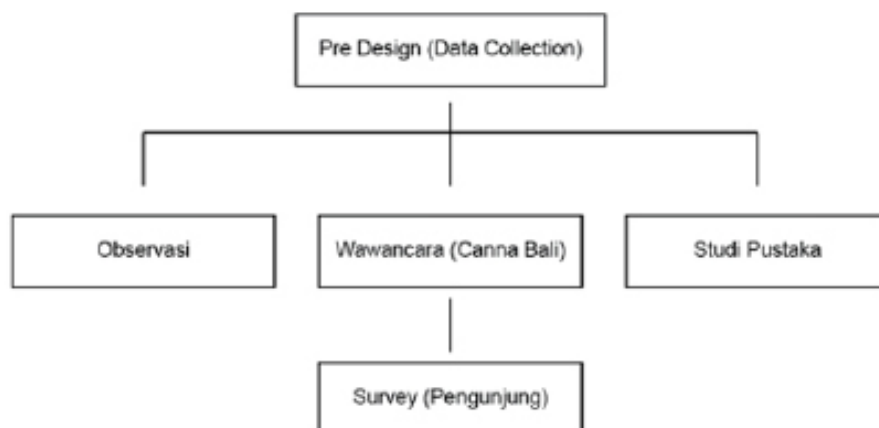 Pre Design (Data Collection)
Observasi
Wawancara (Canna Bali)
Studi Pustaka
Survey (Pengunjung)